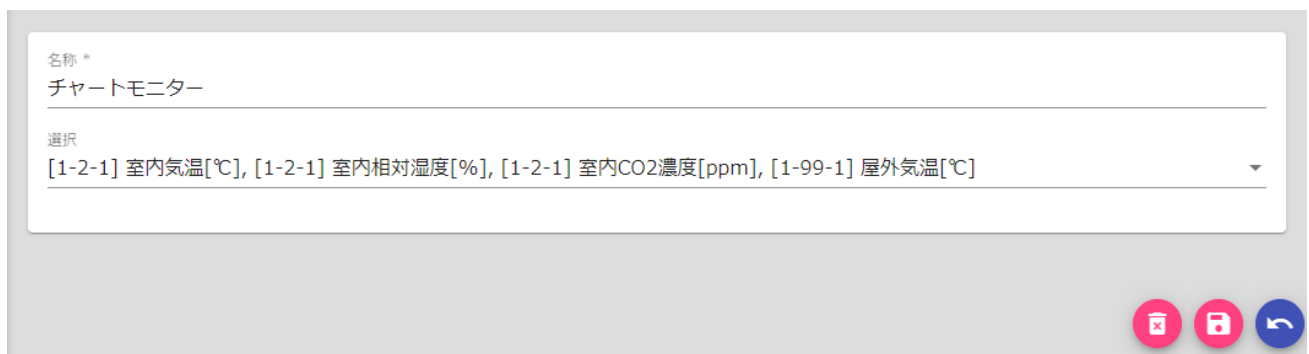 名称 *
チャートモニター
選択
[1-2-1] 室内気温[℃], [1-2-1] 室内相対湿度[%], [1-2-1] 室内CO2濃度[ppm], [1-99-1] 屋外気温[℃]